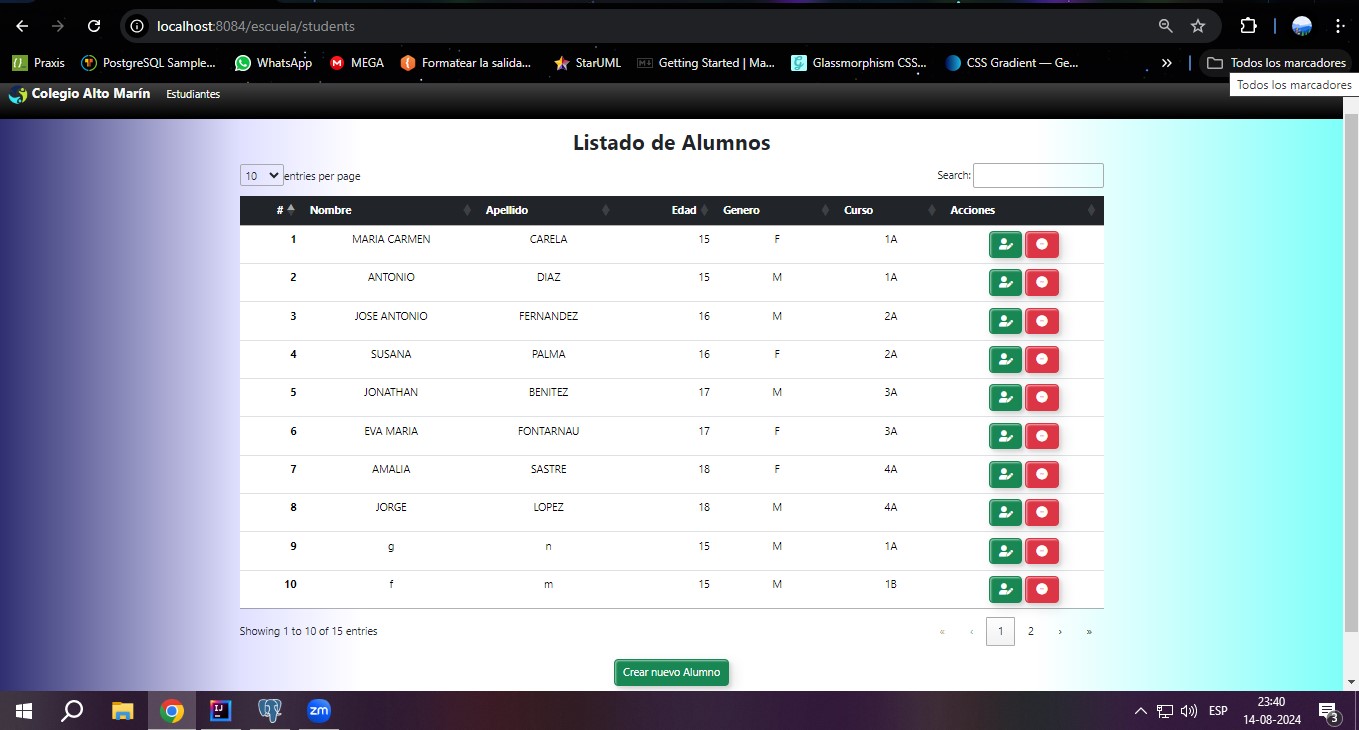 localhost:8084/escuela/students
Praxis PostgreSQL Sample... WhatsApp MEGA Formatear la salida... StarUML Getting Started | Ma... Glassmorphism CSS... CSS Gradient — Ge... » Todos los marcadores
Todos los marcadores
Colegio Alto Marín Estudiantes
Listado de Alumnos
10 entries per page Search:
# Nombre Apellido Edad Genero Curso Acciones
1 MARIA CARMEN CARELA 15 F 1A
2 ANTONIO DIAZ 15 M 1A
3 JOSE ANTONIO FERNANDEZ 16 M 2A
4 SUSANA PALMA 16 F 2A
5 JONATHAN BENITEZ 17 M 3A
6 EVA MARIA FONTARNAU 17 F 3A
7 AMALIA SASTRE 18 F 4A
8 JORGE LOPEZ 18 M 4A
9 g n 15 M 1A
10 f m 15 M 1B
Showing 1 to 10 of 15 entries « ‹ 1 2 › »
Crear nuevo Alumno
IJ zm ESP 23:40
14-08-2024 3